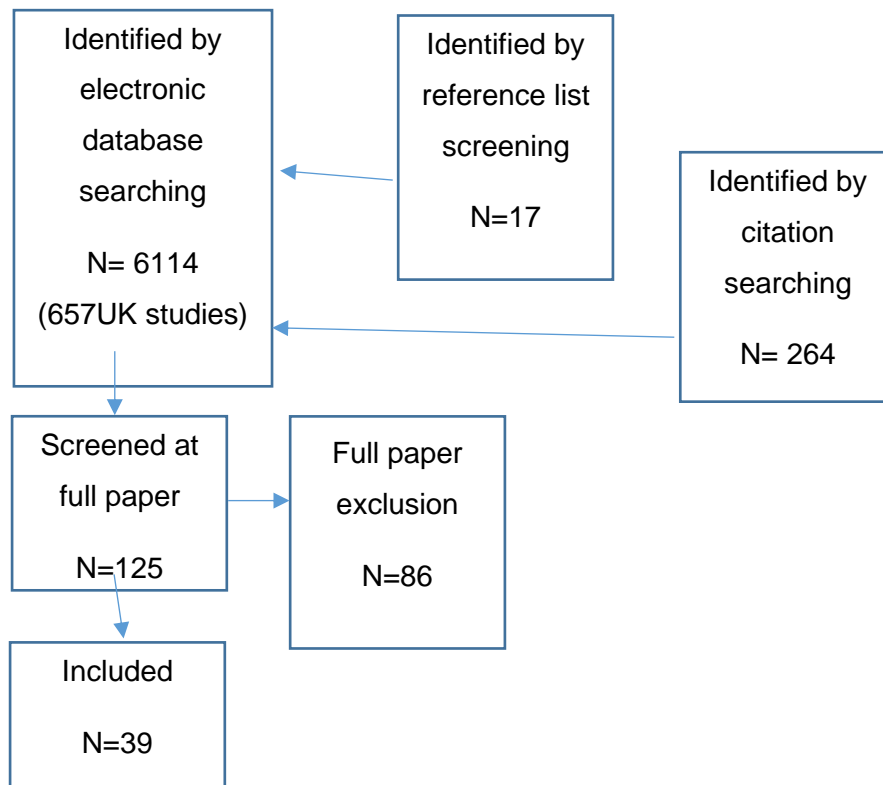 Identified by
electronic
database
searching
N= 6114
(657UK studies)
Identified by
reference list
screening
N=17
Identified by
citation
searching
N= 264
Screened at
full paper
N=125
Full paper
exclusion
N=86
Included
N=39